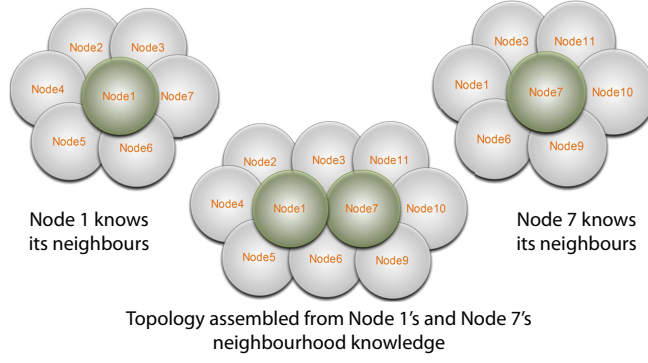 Node2
Node3
Node4
Node1
Node7
Node5
Node6
Node 1 knows
its neighbours
Node2
Node3
Node11
Node4
Node1
Node7
Node10
Node5
Node6
Node9
Topology assembled from Node 1's and Node 7's
neighbourhood knowledge
Node3
Node11
Node1
Node7
Node10
Node6
Node9
Node 7 knows
its neighbours